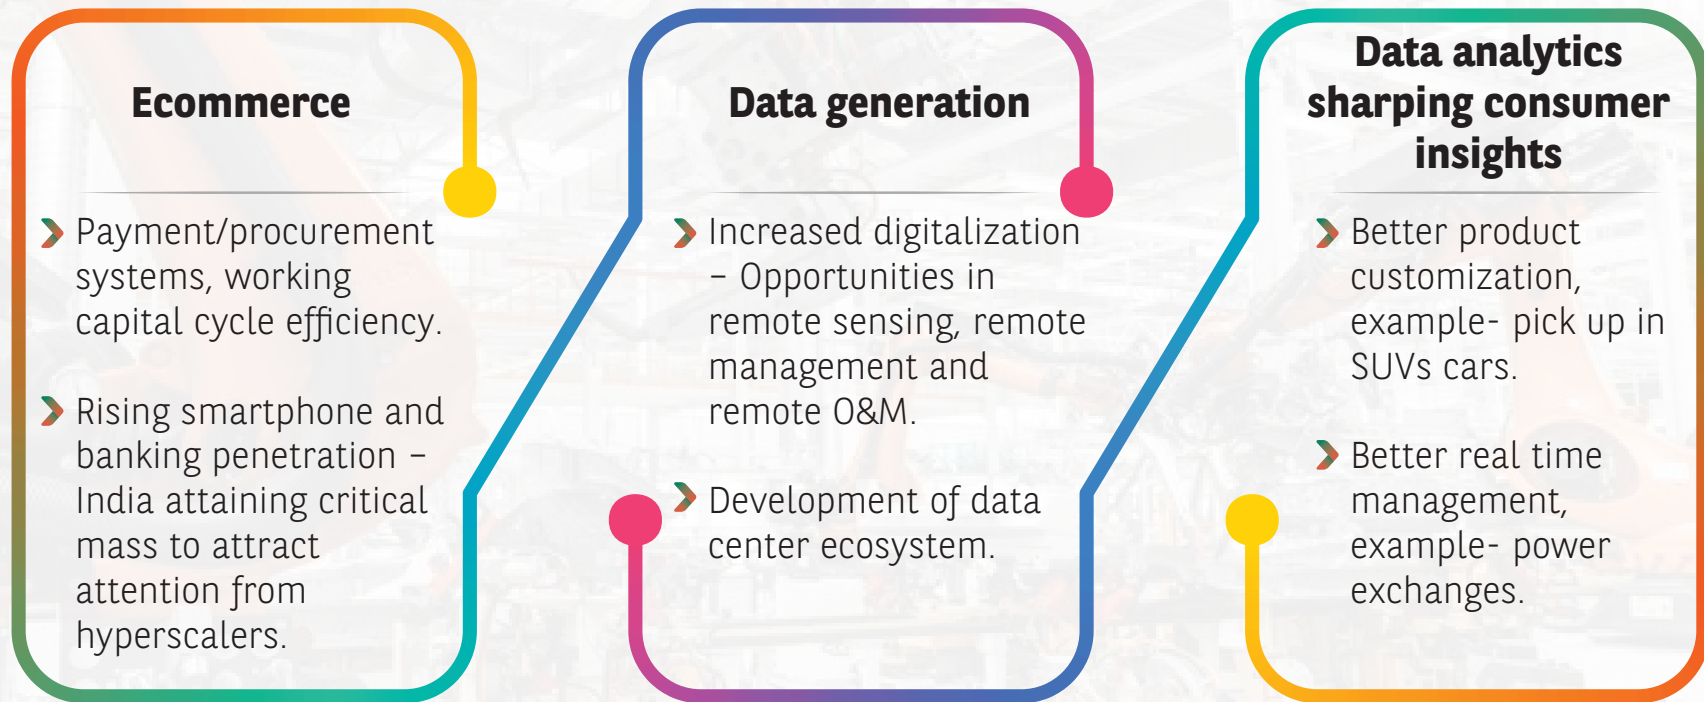 Ecommerce
Payment/procurement
systems, working
capital cycle efficiency.
Rising smartphone and
banking penetration –
India attaining critical
mass to attract
attention from
hyperscalers.
Data generation
Increased digitalization
– Opportunities in
remote sensing, remote
management and
remote O&M.
Development of data
center ecosystem.
Data analytics
sharping consumer
insights
Better product
customization,
example- pick up in
SUVs cars.
Better real time
management,
example- power
exchanges.